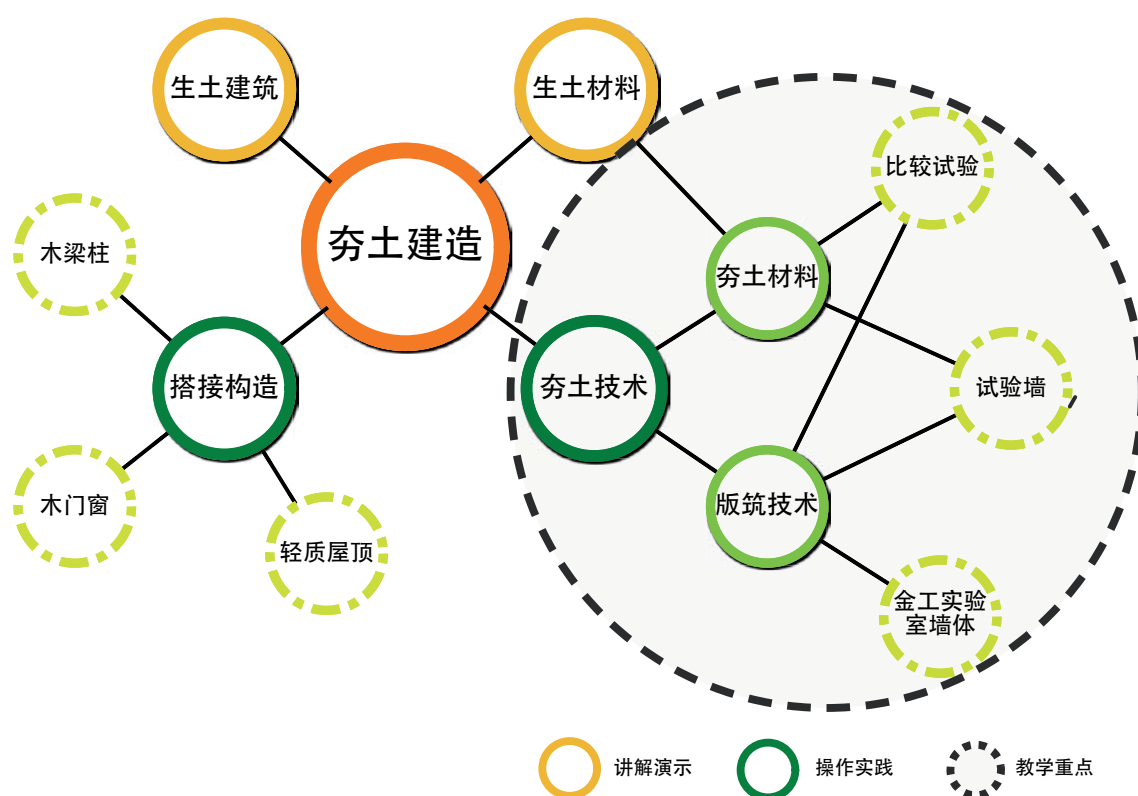 生土建筑
生土材料
比较试验
夯土建造
木梁柱
夯土材料
搭接构造
夯土技术
试验墙
木门窗
版筑技术
轻质屋顶
金工实验
室墙体
讲解演示
操作实践
教学重点